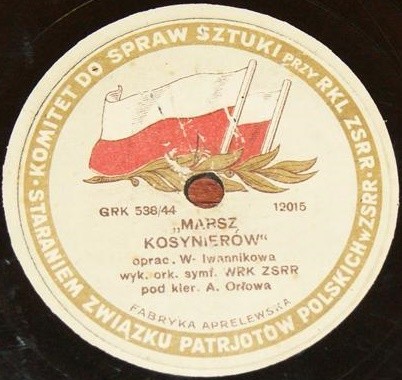 KOMITET DO SPRAW SZTUKI PRZY RKL ZSRR
STARANIEM ZWIĄZKU PATRJOTÓW POLSKICH W ZSRR
GRK 538/44 12015
„MARSZ
KOSYNIERÓW"
oprac. W- Iwannikowa
wyk. ork. symf. WRK ZSRR
pod kier. A. Orłowa
FABRYKA APRELEWSKA